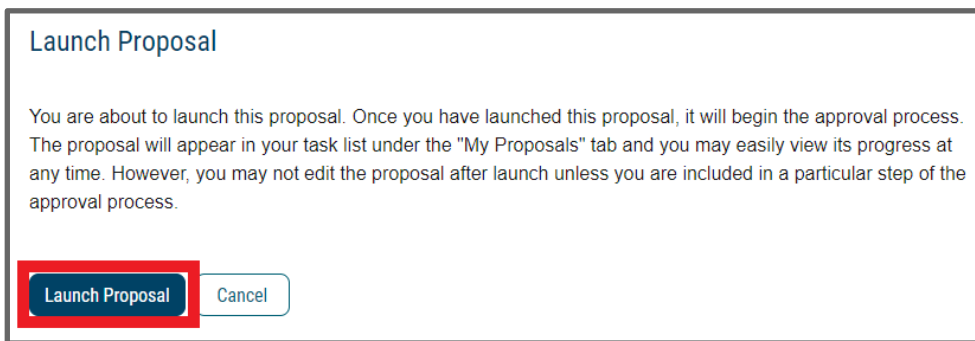 Launch Proposal
You are about to launch this proposal. Once you have launched this proposal, it will begin the approval process.
The proposal will appear in your task list under the "My Proposals" tab and you may easily view its progress at
any time. However, you may not edit the proposal after launch unless you are included in a particular step of the
approval process.
Launch Proposal
Cancel